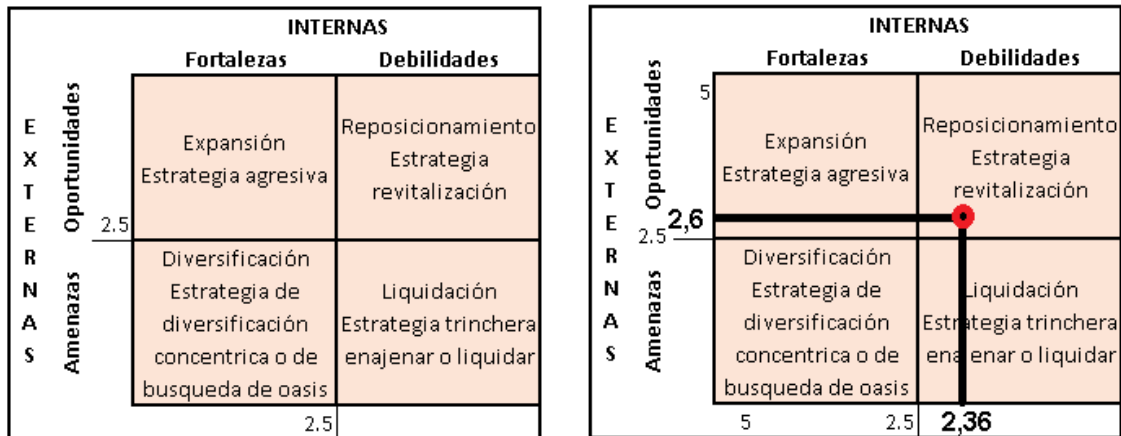 INTERNAS
Fortalezas Debilidades
EXTERNAS
Oportunidades
Amenazas
Expansión
Estrategia agresiva
Reposicionamiento
Estrategia
revitalización
2.5
Diversificación
Estrategia de
diversificación
concentrica o de
busqueda de oasis
Liquidación
Estrategia trinchera
enajenar o liquidar
2.5
INTERNAS
Fortalezas Debilidades
EXTERNAS
Oportunidades
Amenazas
5
Expansión
Estrategia agresiva
Reposicionamiento
Estrategia
revitalización
2,6
2.5
Diversificación
Estrategia de
diversificación
concentrica o de
busqueda de oasis
Liquidación
Estrategia trinchera
enajenar o liquidar
5 2.5 2,36